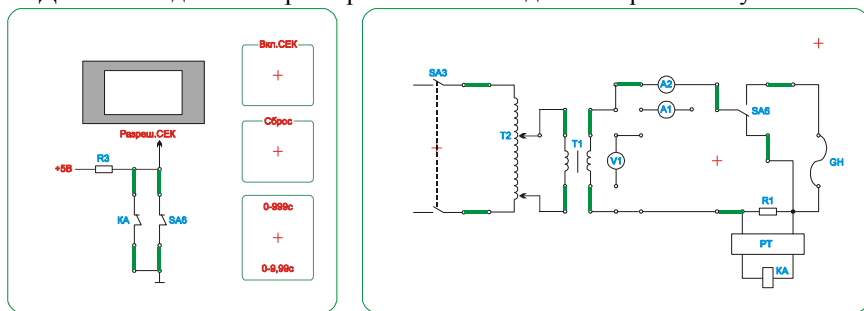 Вкл.СЕК
Разреш.СЕК
+5В
R3
КА
SA6
Сброс
0-999с
0-9,99с
SA3
T2
T1
A2
A1
V1
SA6
GH
R1
РТ
КА